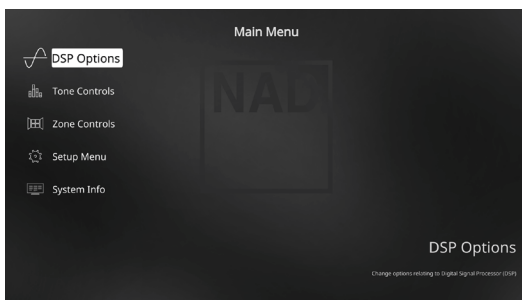 Main Menu
DSP Options
Tone Controls
Zone Controls
Setup Menu
System Info
NAD
DSP Options
Change options relating to Digital Signal Processor (DSP)